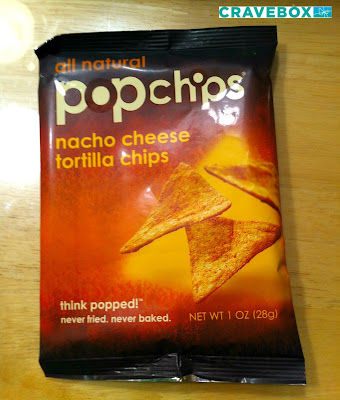 CRAVEBOX
all natural
popchips
nacho cheese
tortilla chips
think popped!™
never fried. never baked.
NET WT 1 OZ (28g)